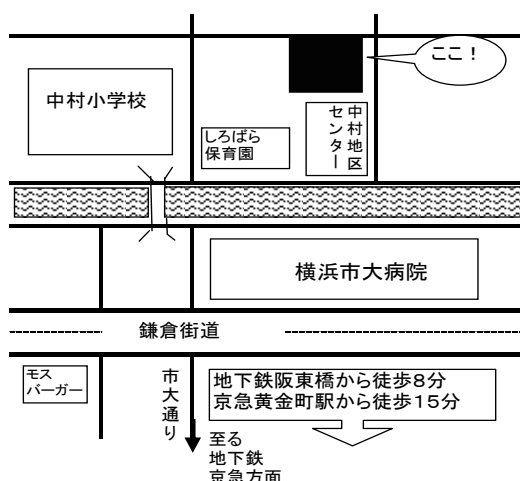 ここ！
中村小学校
しろばら
保育園
中村地区
センター
横浜市大病院
鎌倉街道
モス
バーガー
市大通り
地下鉄阪東橋から徒歩８分
京急黄金町駅から徒歩１５分
至る
地下鉄
京急方面